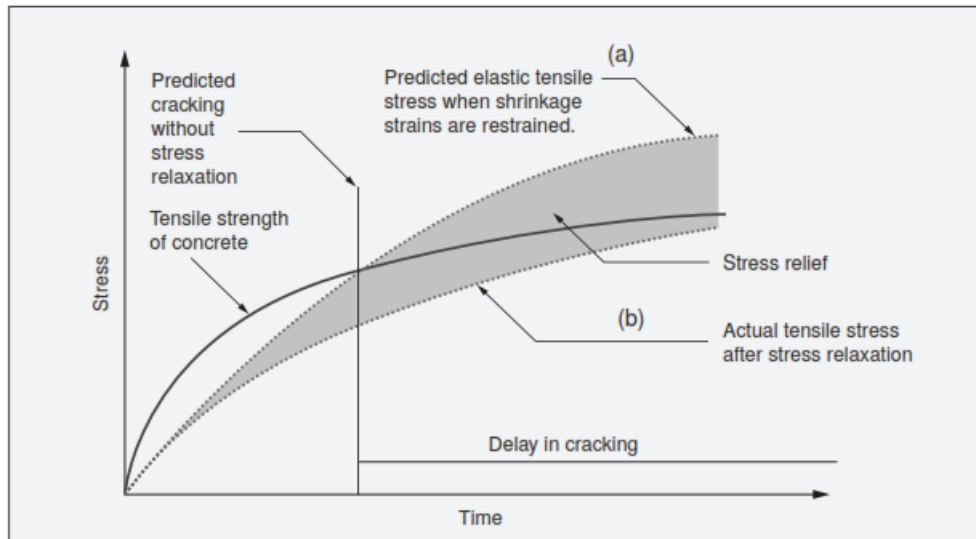 (a)
Predicted
cracking
without
stress
relaxation
Predicted elastic tensile
stress when shrinkage
strains are restrained.
Tensile strength
of concrete
Stress
Stress relief
(b)
Actual tensile stress
after stress relaxation
Delay in cracking
Time